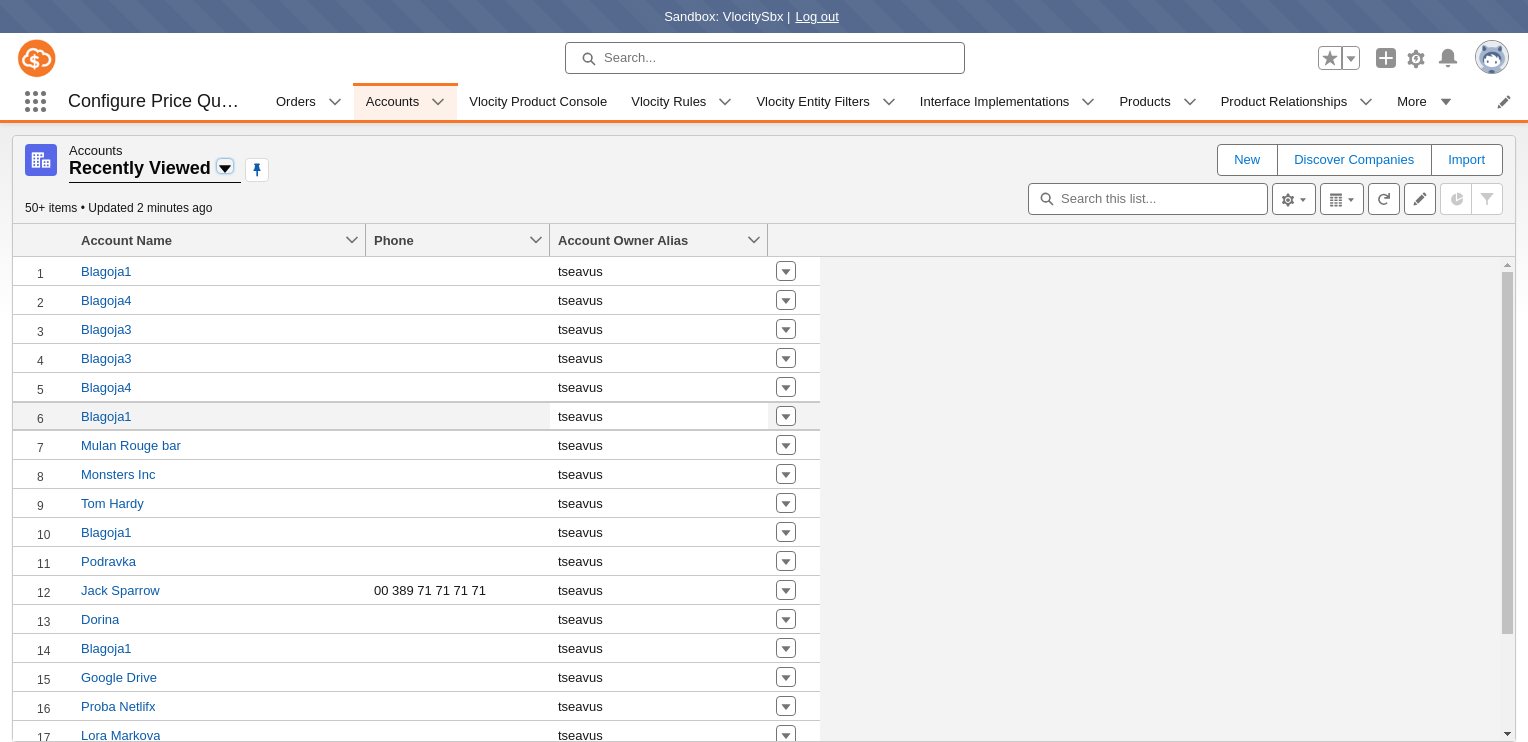 Sandbox: VlocitySbx | Log out
Search...
Configure Price Qu… Orders Accounts Vlocity Product Console Vlocity Rules Vlocity Entity Filters Interface Implementations Products Product Relationships More
Accounts
Recently Viewed
New Discover Companies Import
50+ items • Updated 2 minutes ago
Search this list...
Account Name Phone Account Owner Alias
1 Blagoja1 tseavus
2 Blagoja4 tseavus
3 Blagoja3 tseavus
4 Blagoja3 tseavus
5 Blagoja4 tseavus
6 Blagoja1 tseavus
7 Mulan Rouge bar tseavus
8 Monsters Inc tseavus
9 Tom Hardy tseavus
10 Blagoja1 tseavus
11 Podravka tseavus
12 Jack Sparrow 00 389 71 71 71 71 tseavus
13 Dorina tseavus
14 Blagoja1 tseavus
15 Google Drive tseavus
16 Proba Netlifx tseavus
17 Lora Markova tseavus